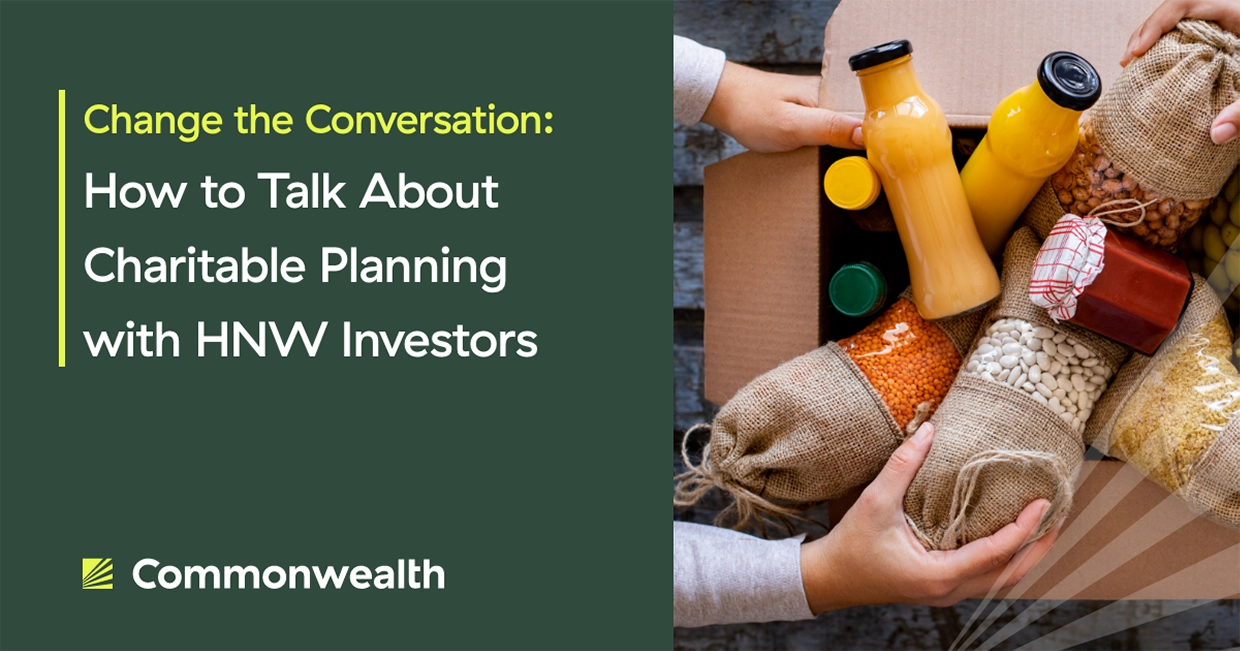 Change the Conversation:
How to Talk About
Charitable Planning
with HNW Investors
Commonwealth